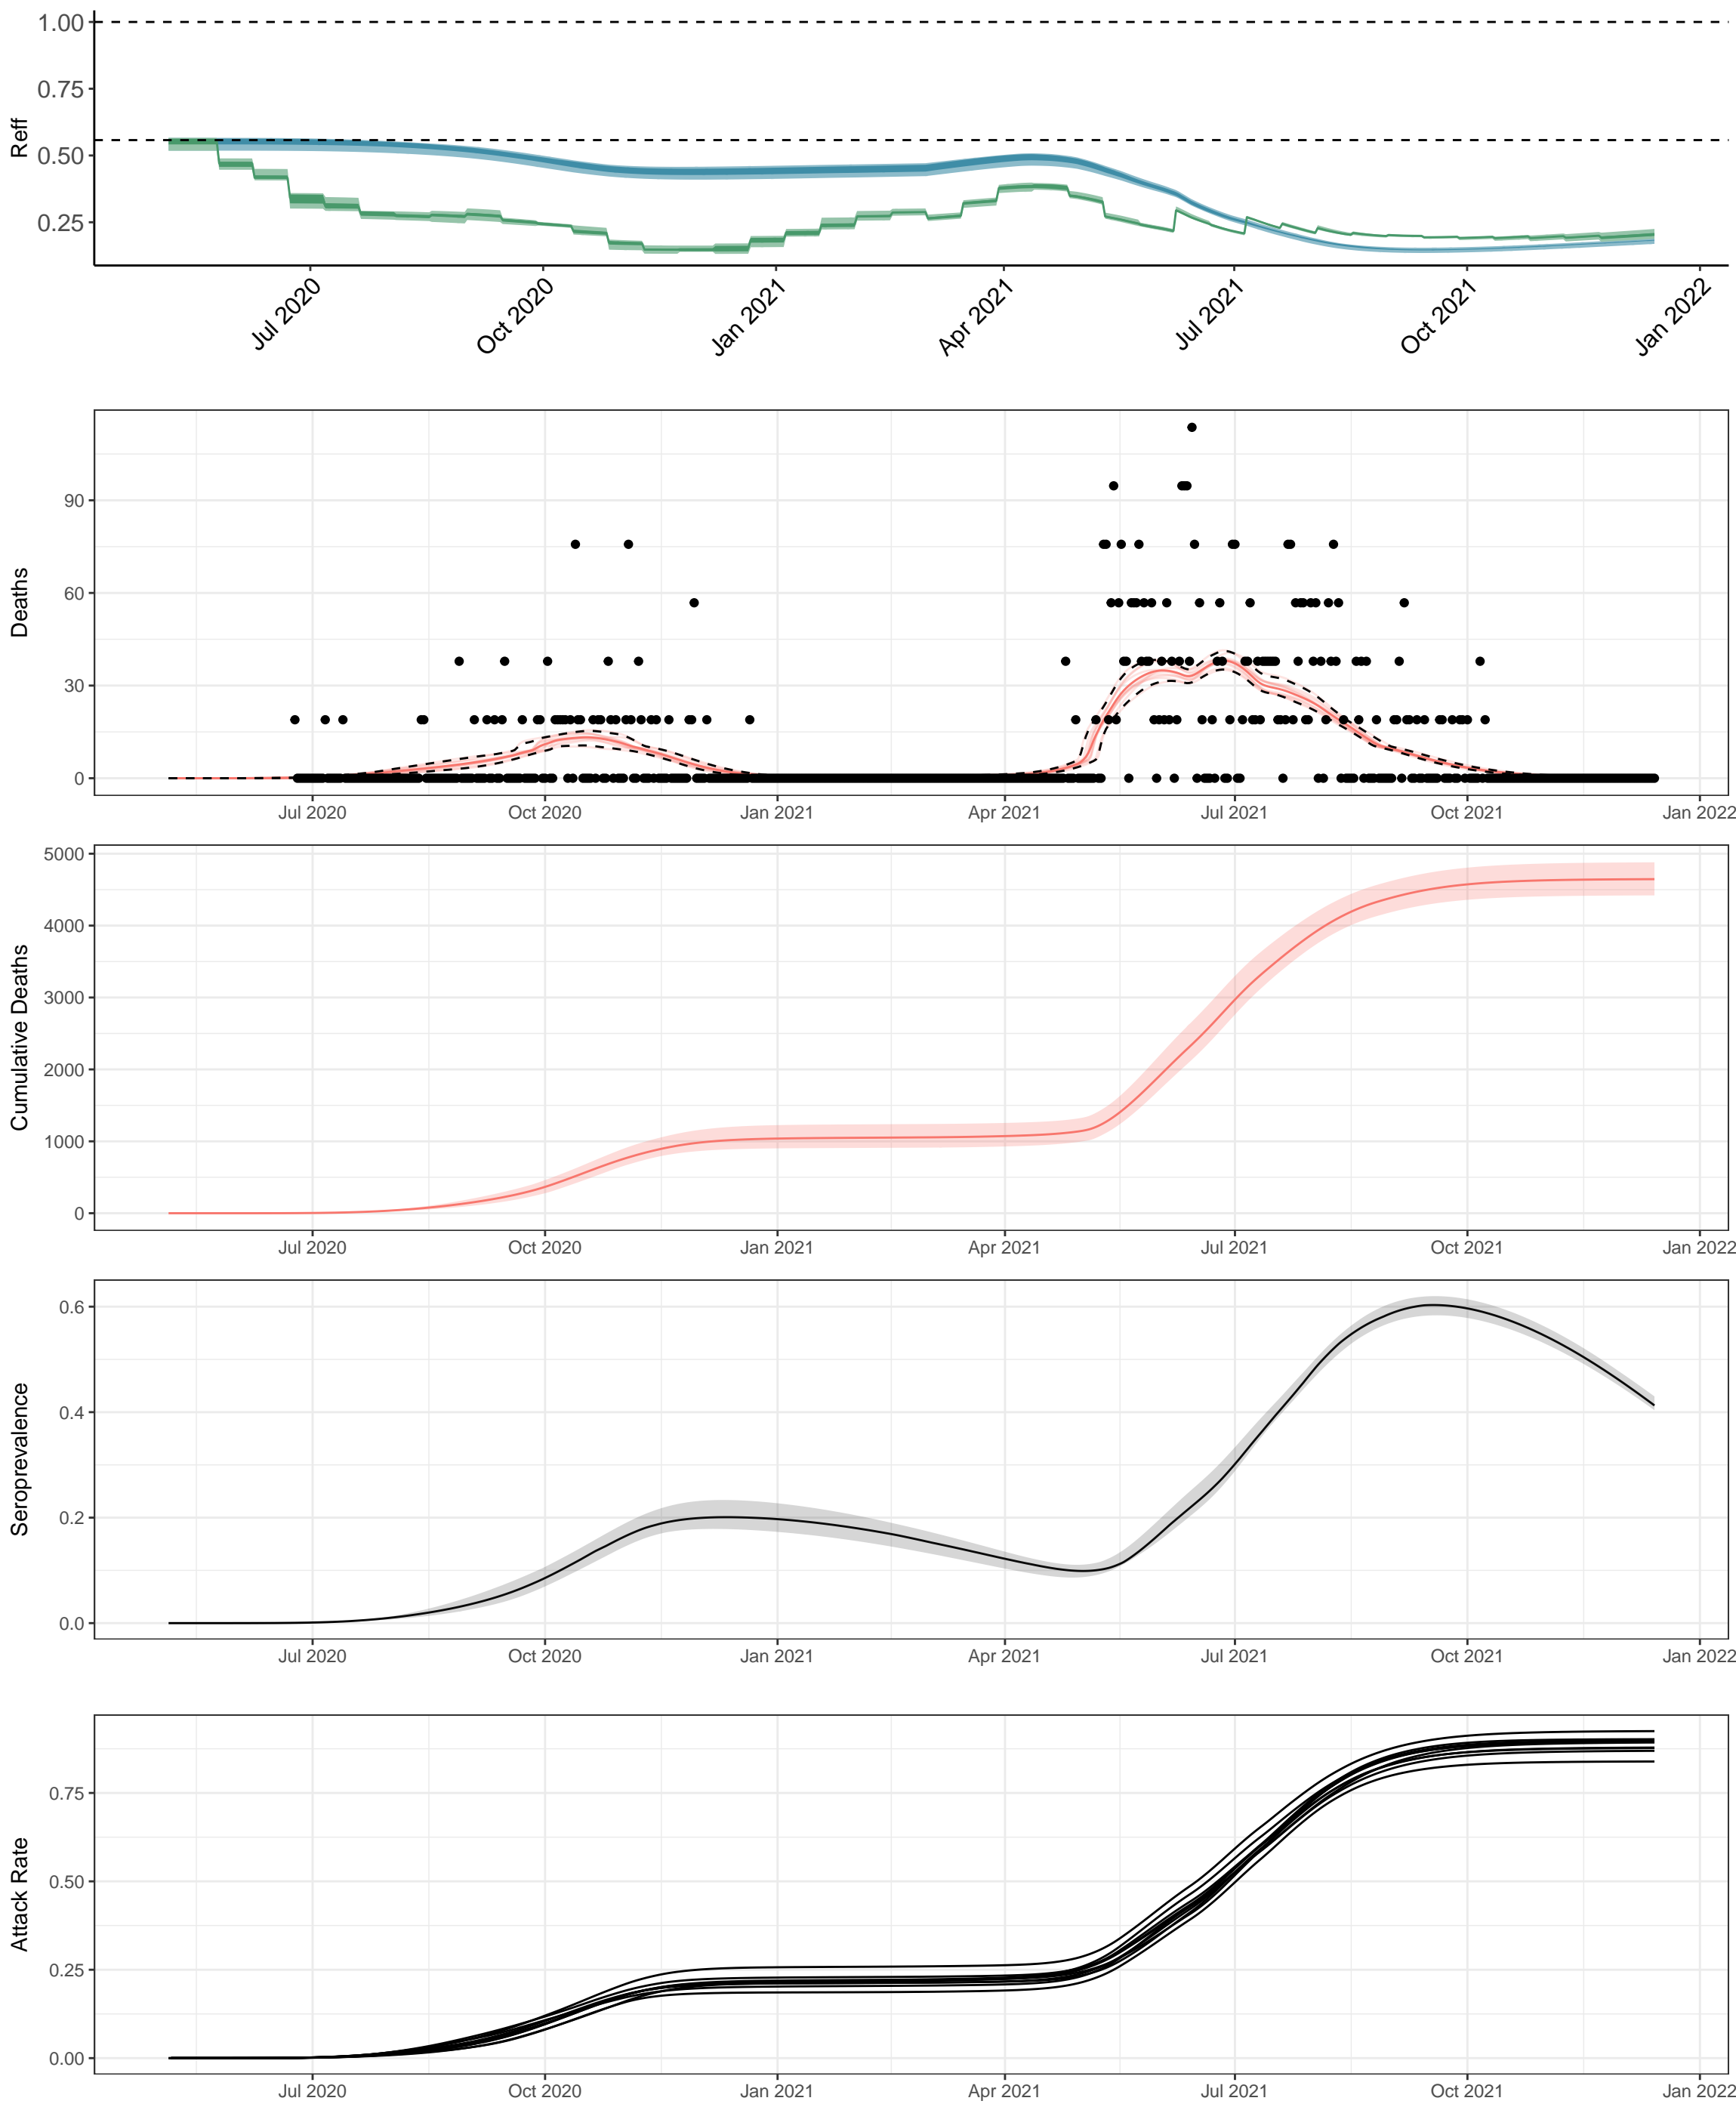 Reff
1.00
0.75
0.50
0.25
Jul 2020
Oct 2020
Jan 2021
Apr 2021
Jul 2021
Oct 2021
Jan 2022
Deaths
90
60
30
0
Jul 2020
Oct 2020
Jan 2021
Apr 2021
Jul 2021
Oct 2021
Jan 2022
Cumulative Deaths
5000
4000
3000
2000
1000
0
Jul 2020
Oct 2020
Jan 2021
Apr 2021
Jul 2021
Oct 2021
Jan 2022
Seroprevalence
0.6
0.4
0.2
0.0
Jul 2020
Oct 2020
Jan 2021
Apr 2021
Jul 2021
Oct 2021
Jan 2022
Attack Rate
0.75
0.50
0.25
0.00
Jul 2020
Oct 2020
Jan 2021
Apr 2021
Jul 2021
Oct 2021
Jan 2022